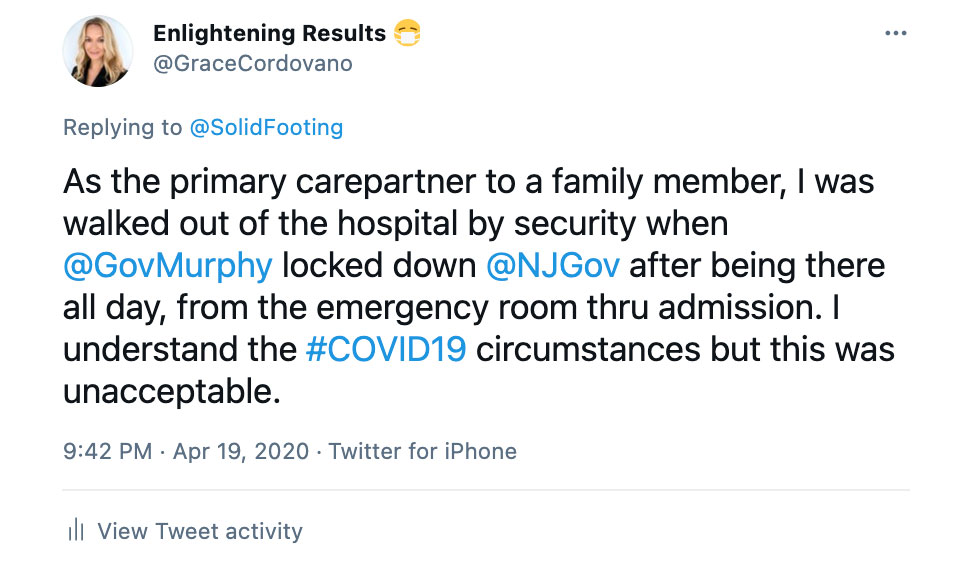 Enlightening Results 😷
@GraceCordovano
Replying to @SolidFooting
As the primary carepartner to a family member, I was
walked out of the hospital by security when
@GovMurphy locked down @NJGov after being there
all day, from the emergency room thru admission. I
understand the #COVID19 circumstances but this was
unacceptable.
9:42 PM · Apr 19, 2020 · Twitter for iPhone
View Tweet activity